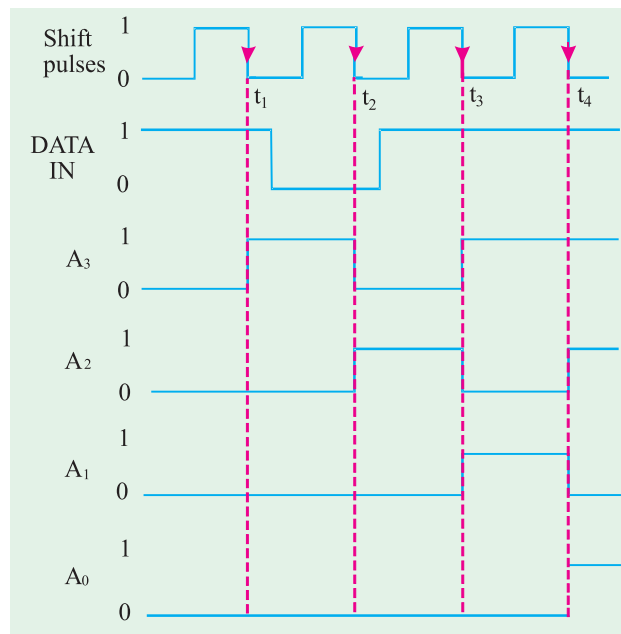 Shift pulses
1
0
t₁ t₂ t₃ t₄
DATA IN
1
0
A₃
1
0
A₂
1
0
A₁
1
0
A₀
1
0